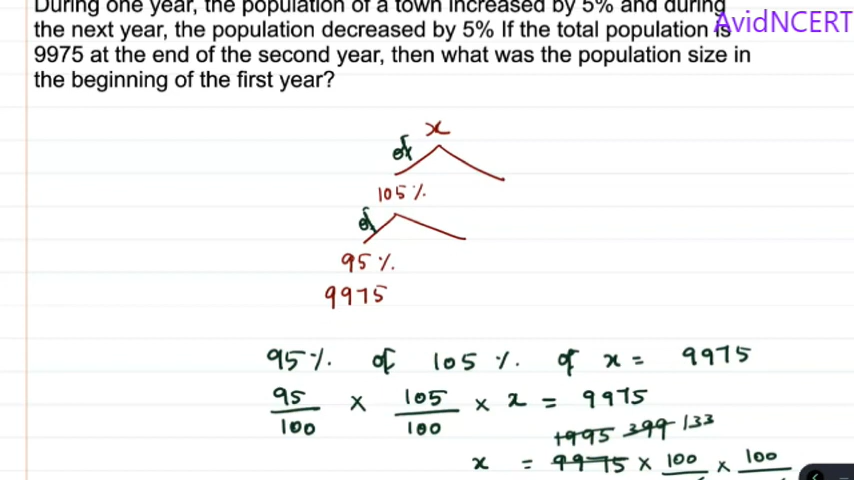 During one year, the population of a town increased by 5% and during
AvidNCERT
the next year, the population decreased by 5% If the total population is
9975 at the end of the second year, then what was the population size in
the beginning of the first year?
x
of
105 %
of
95 %
9975
95 % of 105 % of x = 9975
95/100 × 105/100 × x = 9975
1995 399 133
x = 9975 × 100 × 100